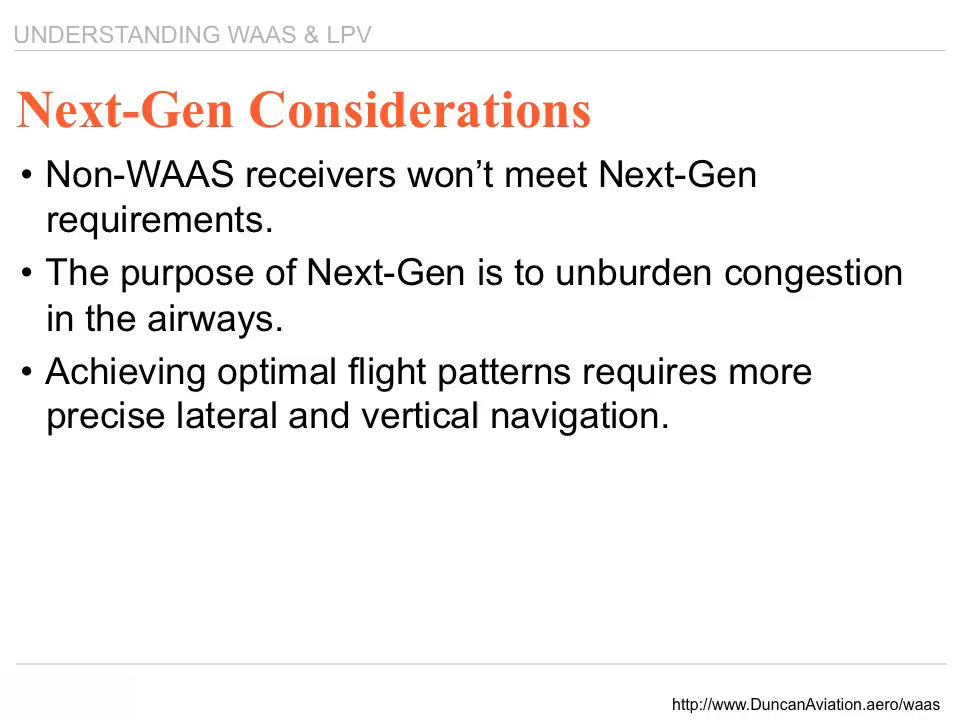 UNDERSTANDING WAAS & LPV
Next-Gen Considerations
• Non-WAAS receivers won’t meet Next-Gen
requirements.
• The purpose of Next-Gen is to unburden congestion
in the airways.
• Achieving optimal flight patterns requires more
precise lateral and vertical navigation.
http://www.DuncanAviation.aero/waas